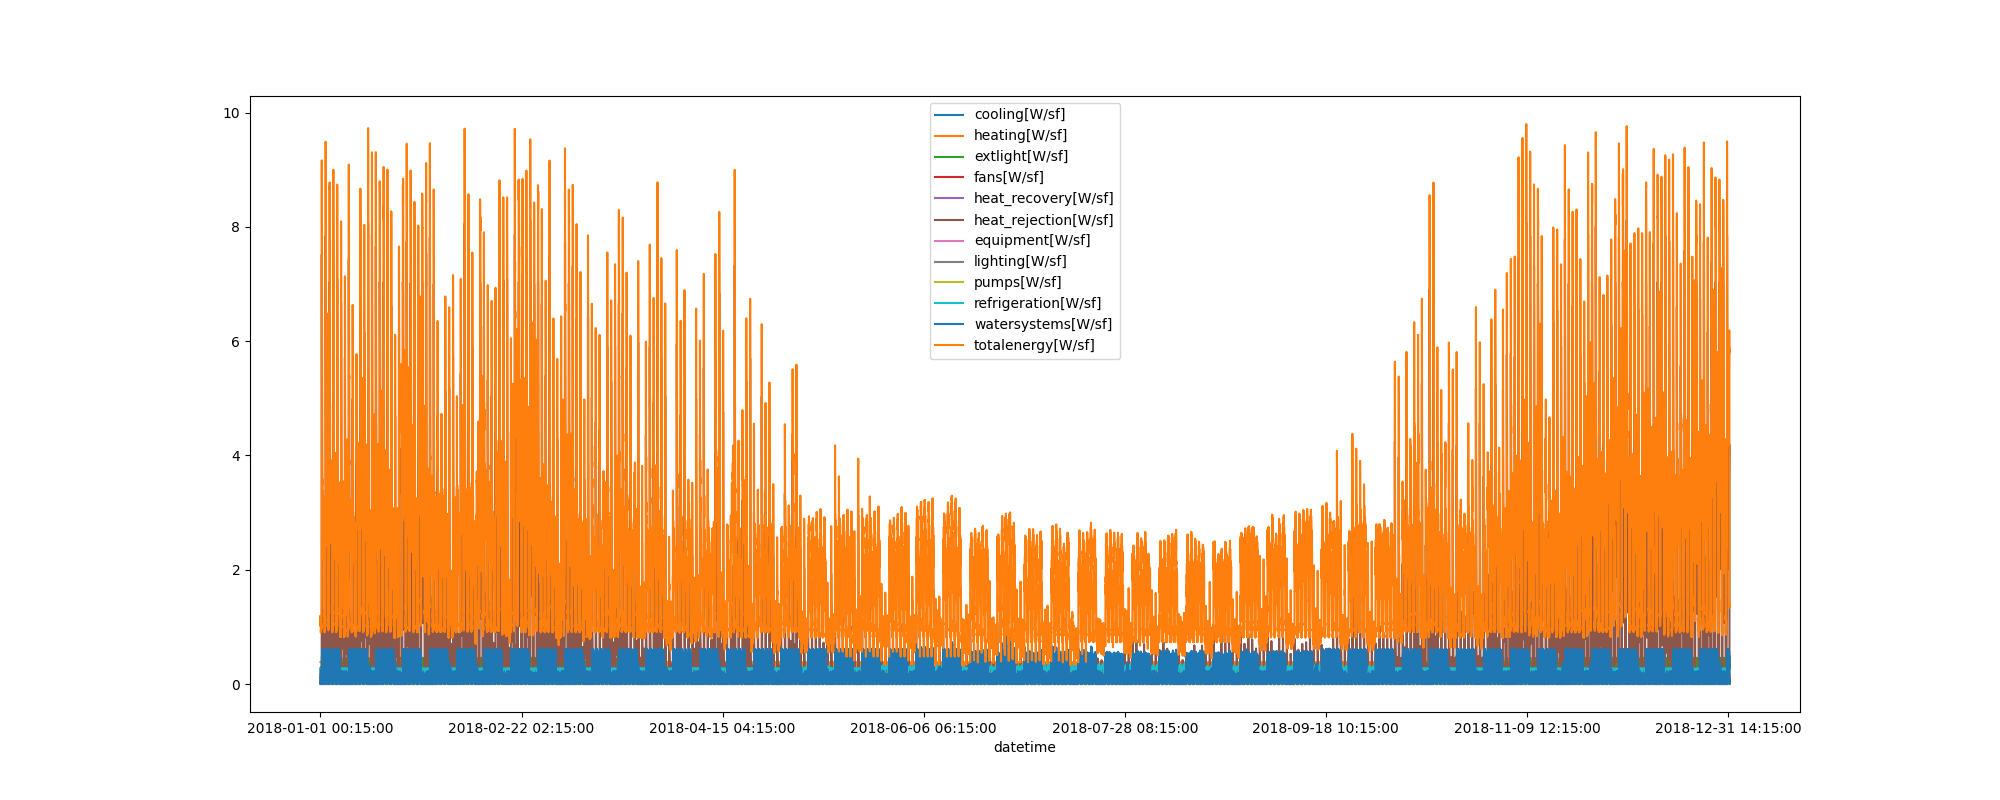 10
8
6
4
2
0
cooling[W/sf]
heating[W/sf]
extlight[W/sf]
fans[W/sf]
heat_recovery[W/sf]
heat_rejection[W/sf]
equipment[W/sf]
lighting[W/sf]
pumps[W/sf]
refrigeration[W/sf]
watersystems[W/sf]
totalenergy[W/sf]
2018-01-01 00:15:00 2018-02-22 02:15:00 2018-04-15 04:15:00 2018-06-06 06:15:00 2018-07-28 08:15:00 2018-09-18 10:15:00 2018-11-09 12:15:00 2018-12-31 14:15:00
datetime